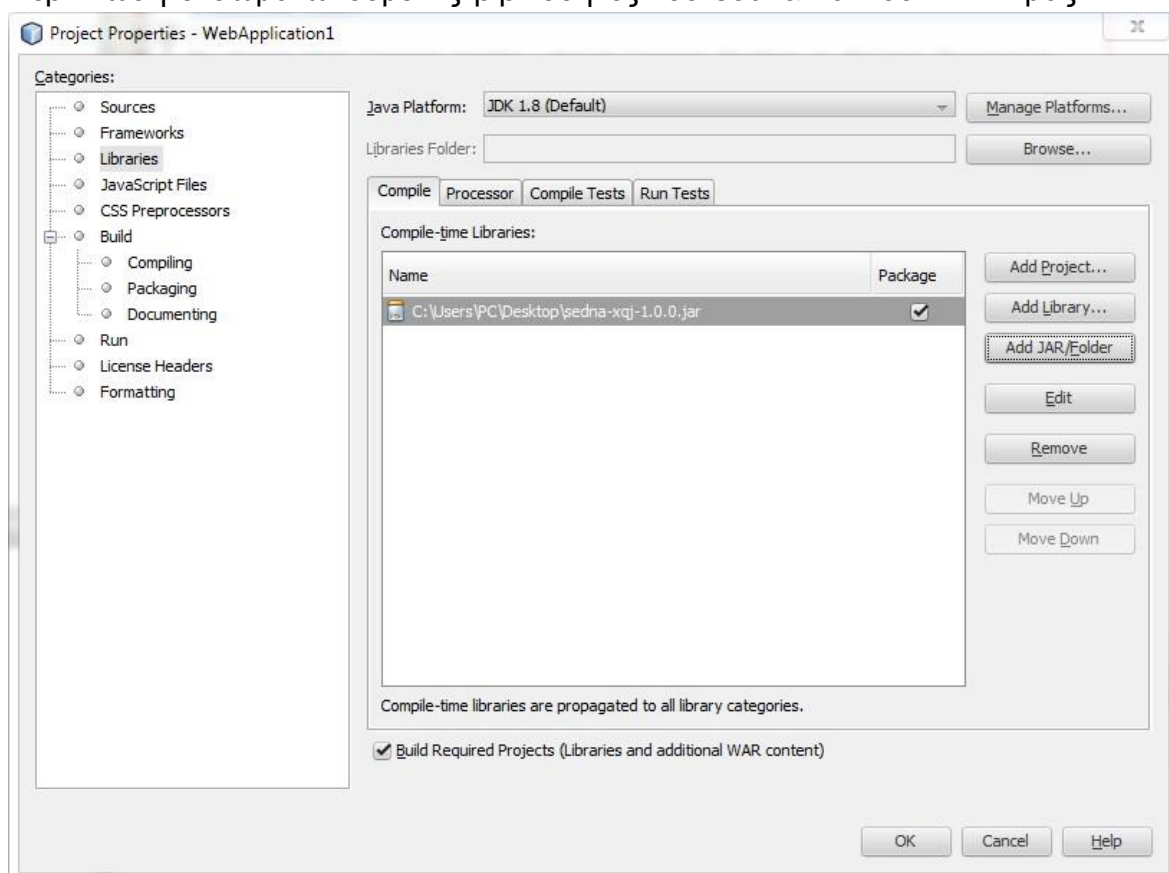 Project Properties - WebApplication1
Categories:
Sources
Frameworks
Libraries
JavaScript Files
CSS Preprocessors
Build
Compiling
Packaging
Documenting
Run
License Headers
Formatting
Java Platform: JDK 1.8 (Default) Manage Platforms...
Libraries Folder: Browse...
Compile Processor Compile Tests Run Tests
Compile-time Libraries:
Name Package
C:\Users\PC\Desktop\sedna-xqj-1.0.0.jar
Add Project...
Add Library...
Add JAR/Folder
Edit
Remove
Move Up
Move Down
Compile-time libraries are propagated to all library categories.
Build Required Projects (Libraries and additional WAR content)
OK Cancel Help